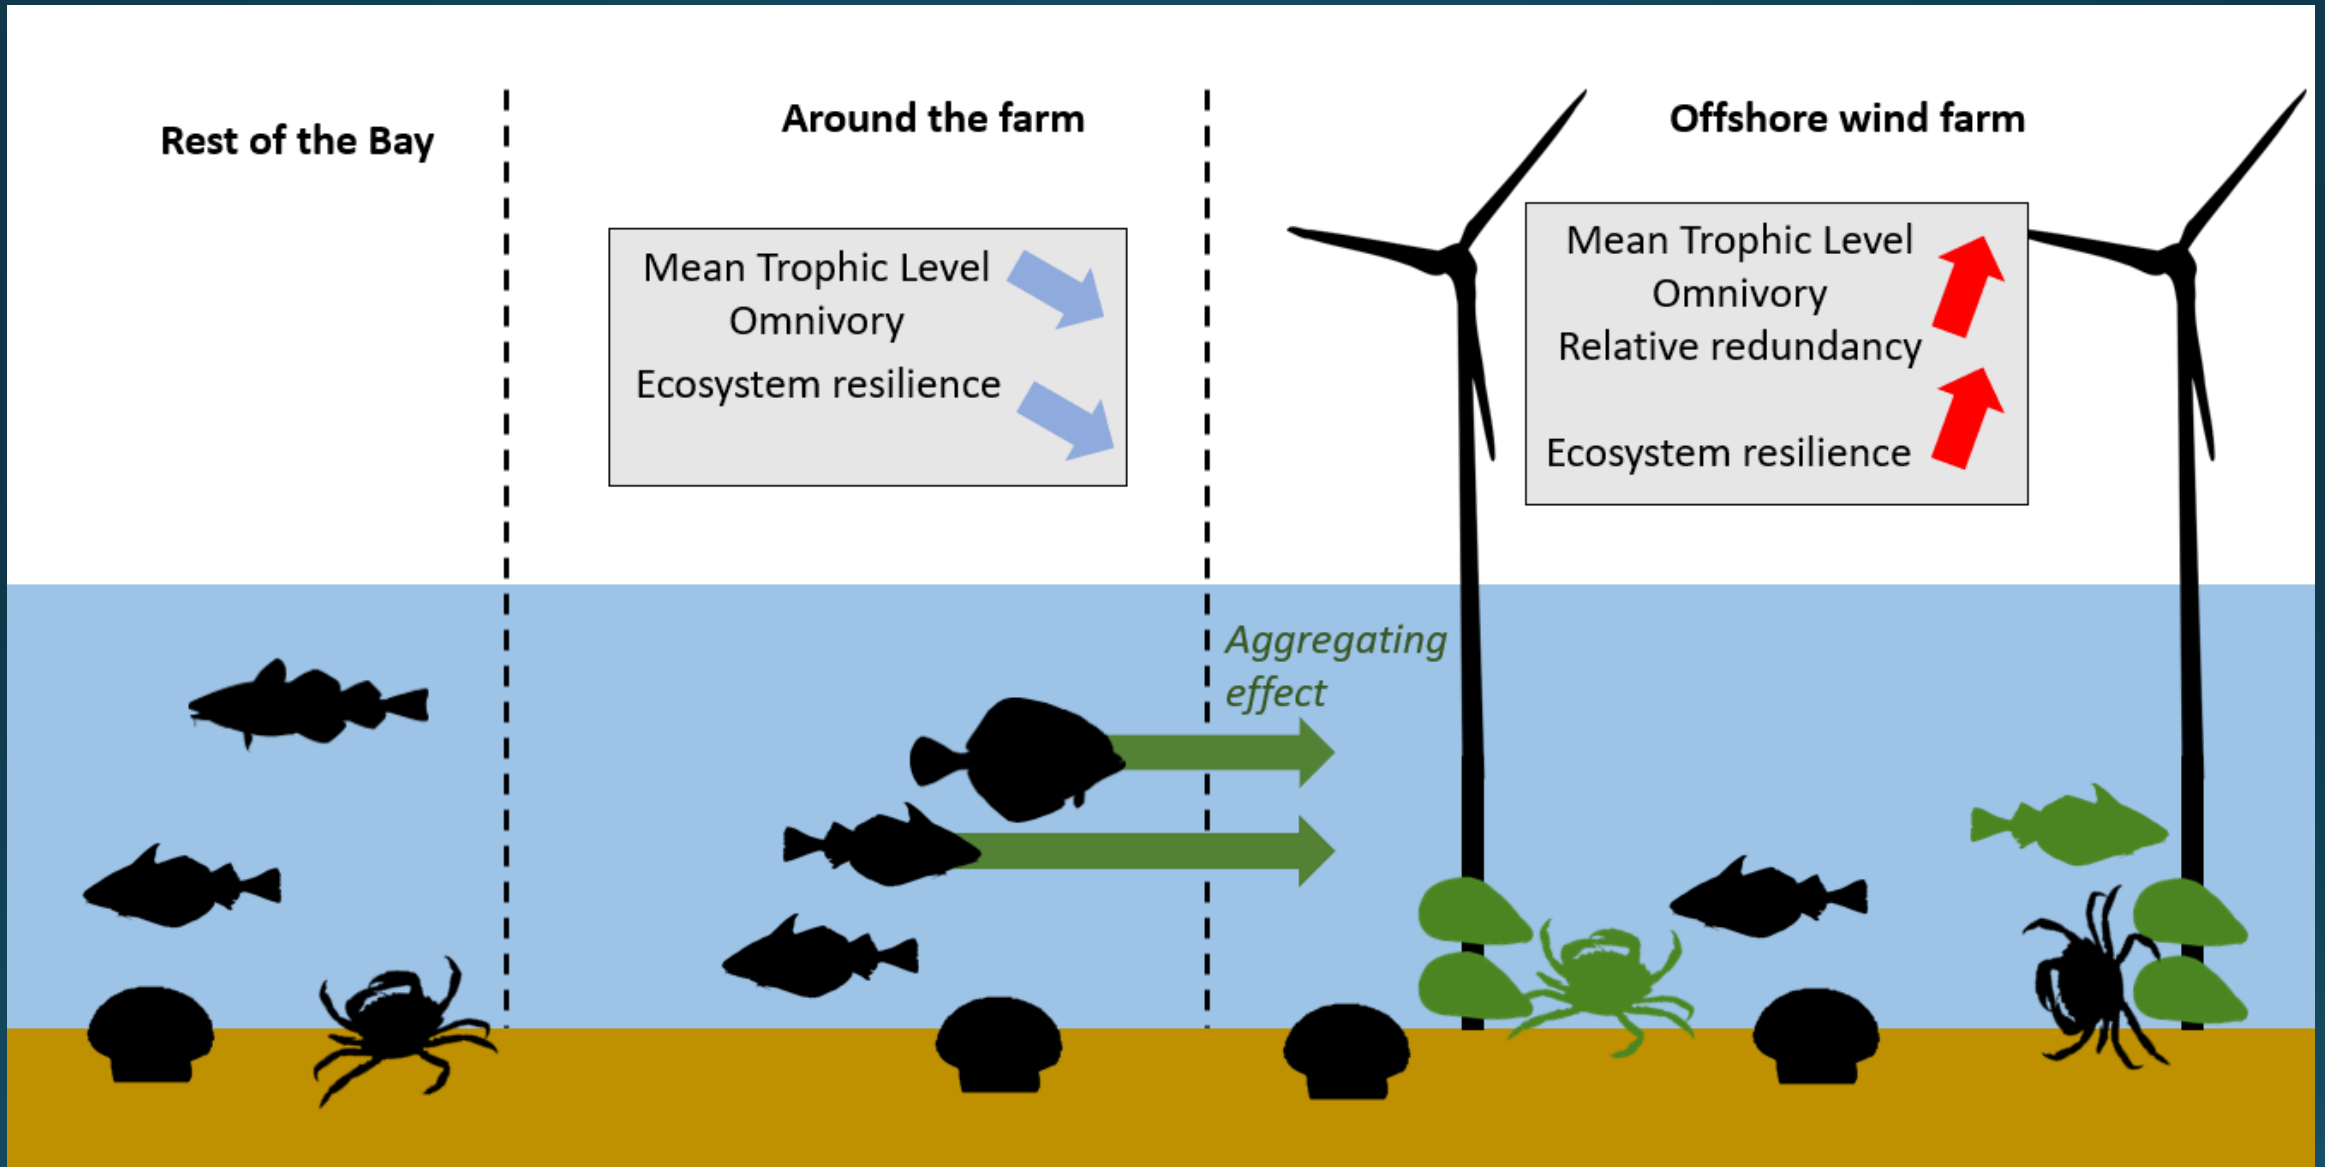 Rest of the Bay
Around the farm
Offshore wind farm
Mean Trophic Level
Omnivory
Ecosystem resilience
Mean Trophic Level
Omnivory
Relative redundancy
Ecosystem resilience
Aggregating
effect